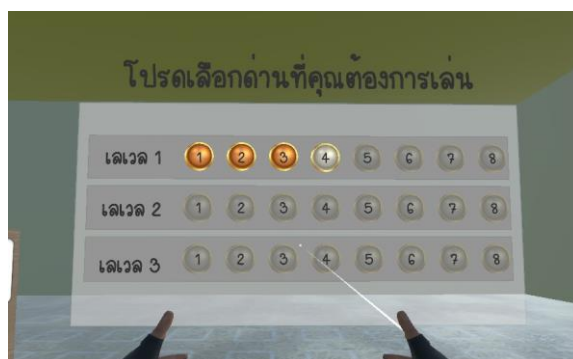 โปรดเลือกด่านที่คุณต้องการเล่น
เลเวล 1 1 2 3 4 5 6 7 8
เลเวล 2 1 2 3 4 5 6 7 8
เลเวล 3 1 2 3 4 5 6 7 8